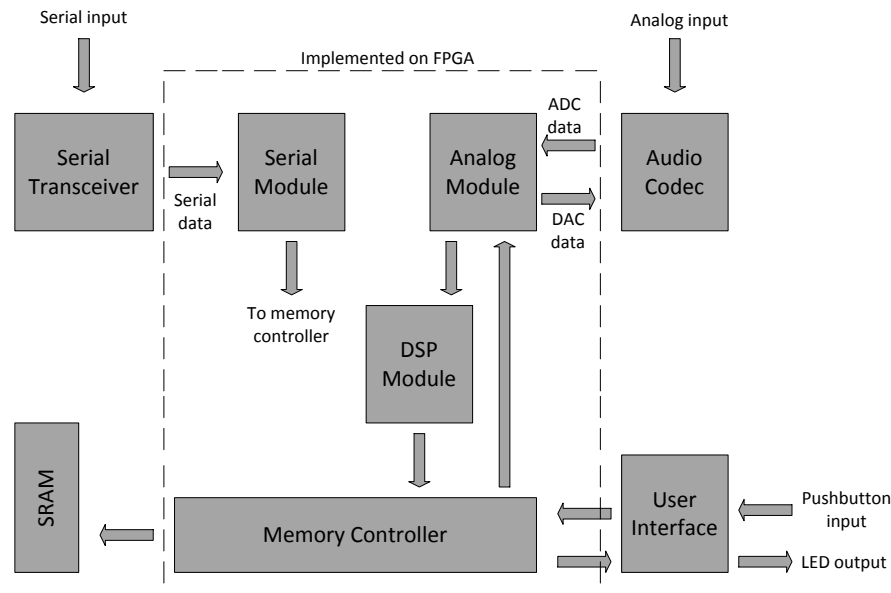 Serial input
Analog input
Implemented on FPGA
Serial
Transceiver
Serial
data
Serial
Module
Analog
Module
ADC
data
DAC
data
Audio
Codec
To memory
controller
DSP
Module
SRAM
Memory Controller
User
Interface
Pushbutton
input
LED output